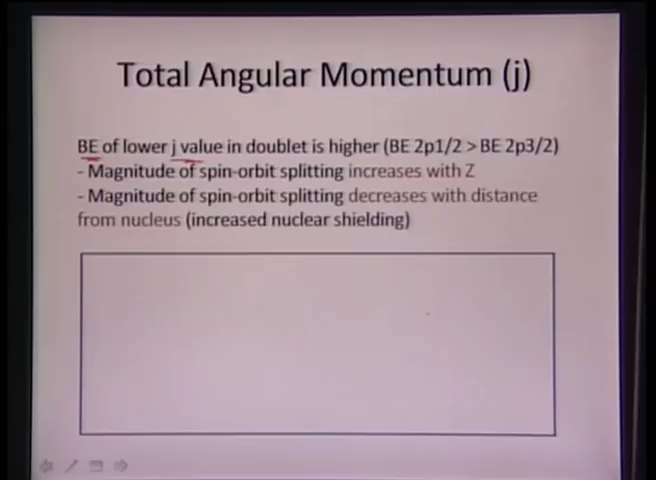 Total Angular Momentum (j)
BE of lower j value in doublet is higher (BE 2p1/2 > BE 2p3/2)
- Magnitude of spin-orbit splitting increases with Z
- Magnitude of spin-orbit splitting decreases with distance
from nucleus (increased nuclear shielding)